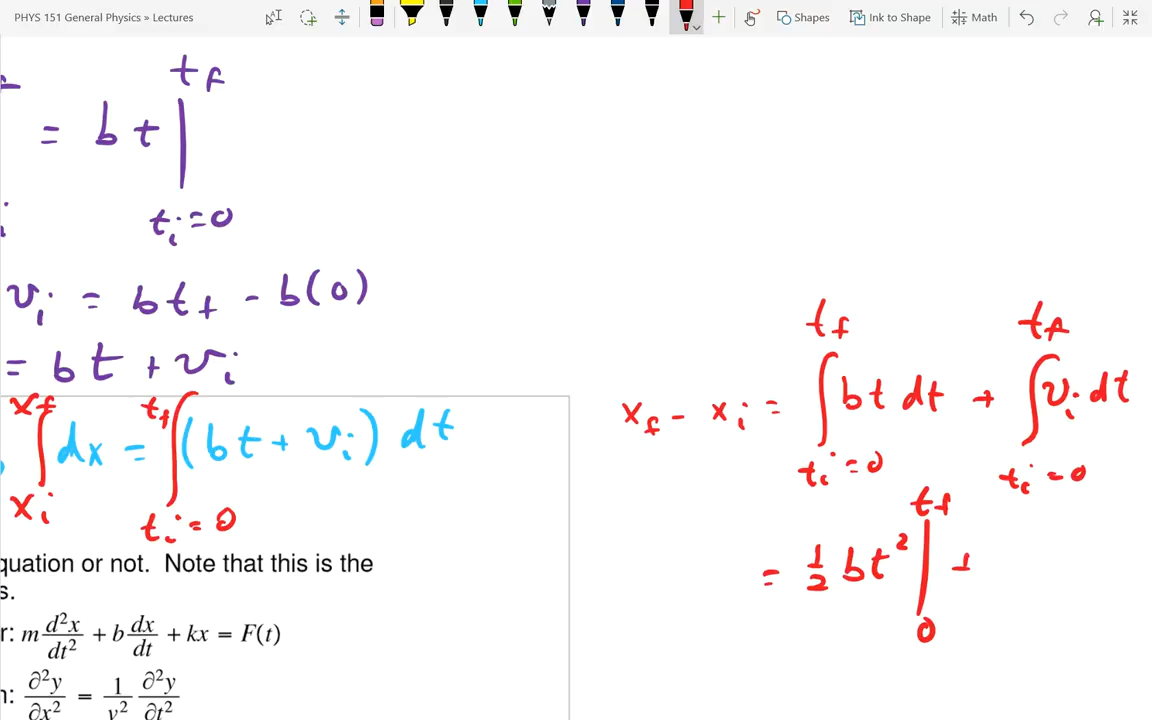 PHYS 151 General Physics » Lectures
Shapes Ink to Shape Math
t_f
= bt |
t_i = 0
v_i = bt_f - b(0)
= bt + v_i
x_f t_f
∫dx = ∫(bt + v_i) dt
x_i t_i = 0
t_f t_f
x_f - x_i = ∫bt dt + ∫v_i dt
t_i = 0 t_i = 0
t_f
= ½ bt² | +
0
quation or not. Note that this is the
s.
r: m d²x/dt² + b dx/dt + kx = F(t)
n: ∂²y/∂x² = 1/v² ∂²y/∂t²